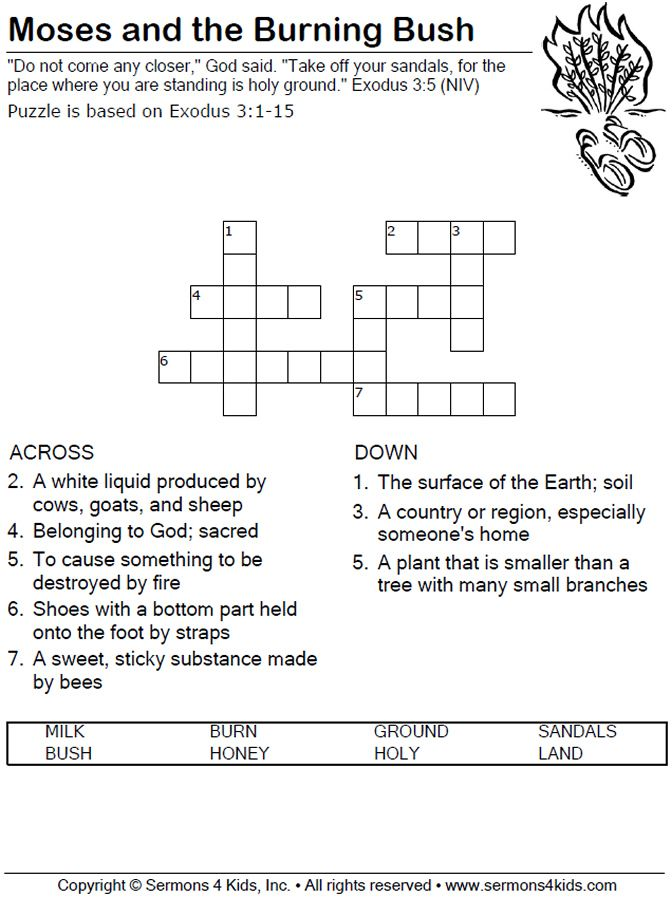 Moses and the Burning Bush
"Do not come any closer," God said. "Take off your sandals, for the
place where you are standing is holy ground." Exodus 3:5 (NIV)
Puzzle is based on Exodus 3:1-15
1
2
3
4
5
6
7
ACROSS
2. A white liquid produced by
cows, goats, and sheep
4. Belonging to God; sacred
5. To cause something to be
destroyed by fire
6. Shoes with a bottom part held
onto the foot by straps
7. A sweet, sticky substance made
by bees
DOWN
1. The surface of the Earth; soil
3. A country or region, especially
someone's home
5. A plant that is smaller than a
tree with many small branches
MILK BURN GROUND SANDALS
BUSH HONEY HOLY LAND
Copyright © Sermons 4 Kids, Inc. • All rights reserved • www.sermons4kids.com